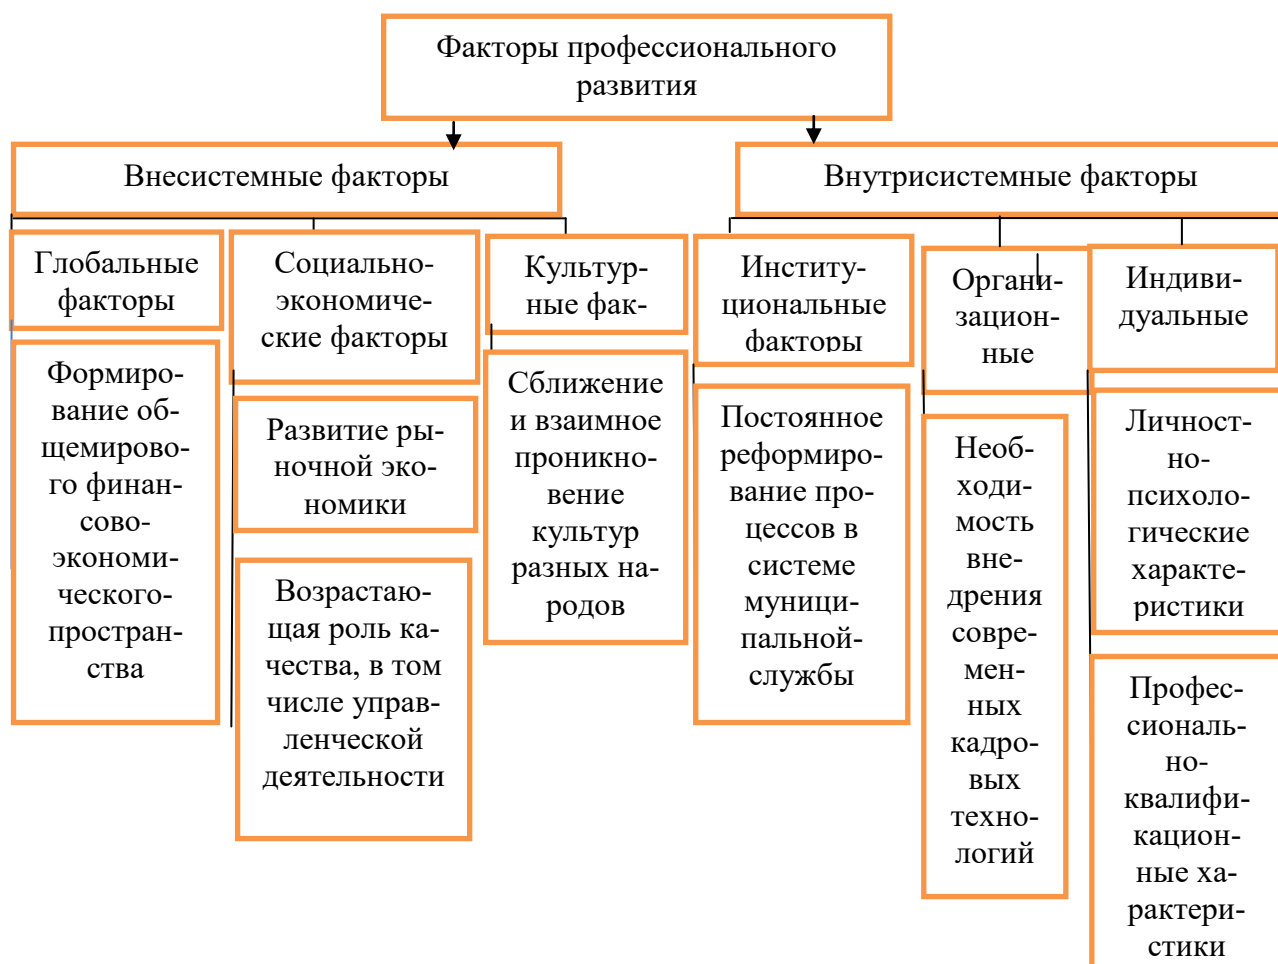 Факторы профессионального
развития
Внесистемные факторы
Внутрисистемные факторы
Глобальные
факторы
Социально-
экономиче-
ские факторы
Культур-
ные фак-
Институ-
циональные
факторы
Органи-
зацион-
ные
Индиви-
дуальные
Формиро-
вание об-
щемирово-
го финан-
сово-
экономи-
ческого-
простран-
ства
Развитие ры-
ночной эко-
номики
Возрастаю-
щая роль ка-
чества, в том
числе управ-
ленческой
деятельности
Сближение
и взаимное
проникно-
вение
культур
разных на-
родов
Постоянное
реформиро-
вание про-
цессов в
системе
муници-
пальной-
службы
Необ-
ходи-
мость
вне-
дрения
совре-
мен-
ных
кадро-
вых
техно-
логий
Личност-
но-
психоло-
гические
характе-
ристики
Профес-
сиональ-
но-
квалифи-
кацион-
ные ха-
рактери-
стики